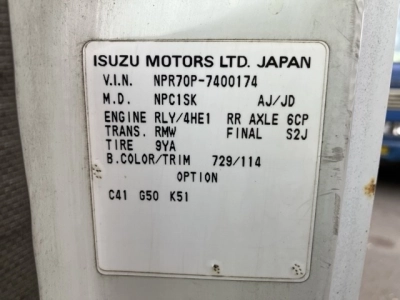 ISUZU MOTORS LTD. JAPAN
V.I.N. NPR70P-7400174
M.D. NPC1SK AJ/JD
ENGINE RLY/4HE1 RR AXLE 6CP
TRANS. RMW FINAL S2J
TIRE 9YA
B.COLOR/TRIM 729/114
OPTION
C41 G50 K51